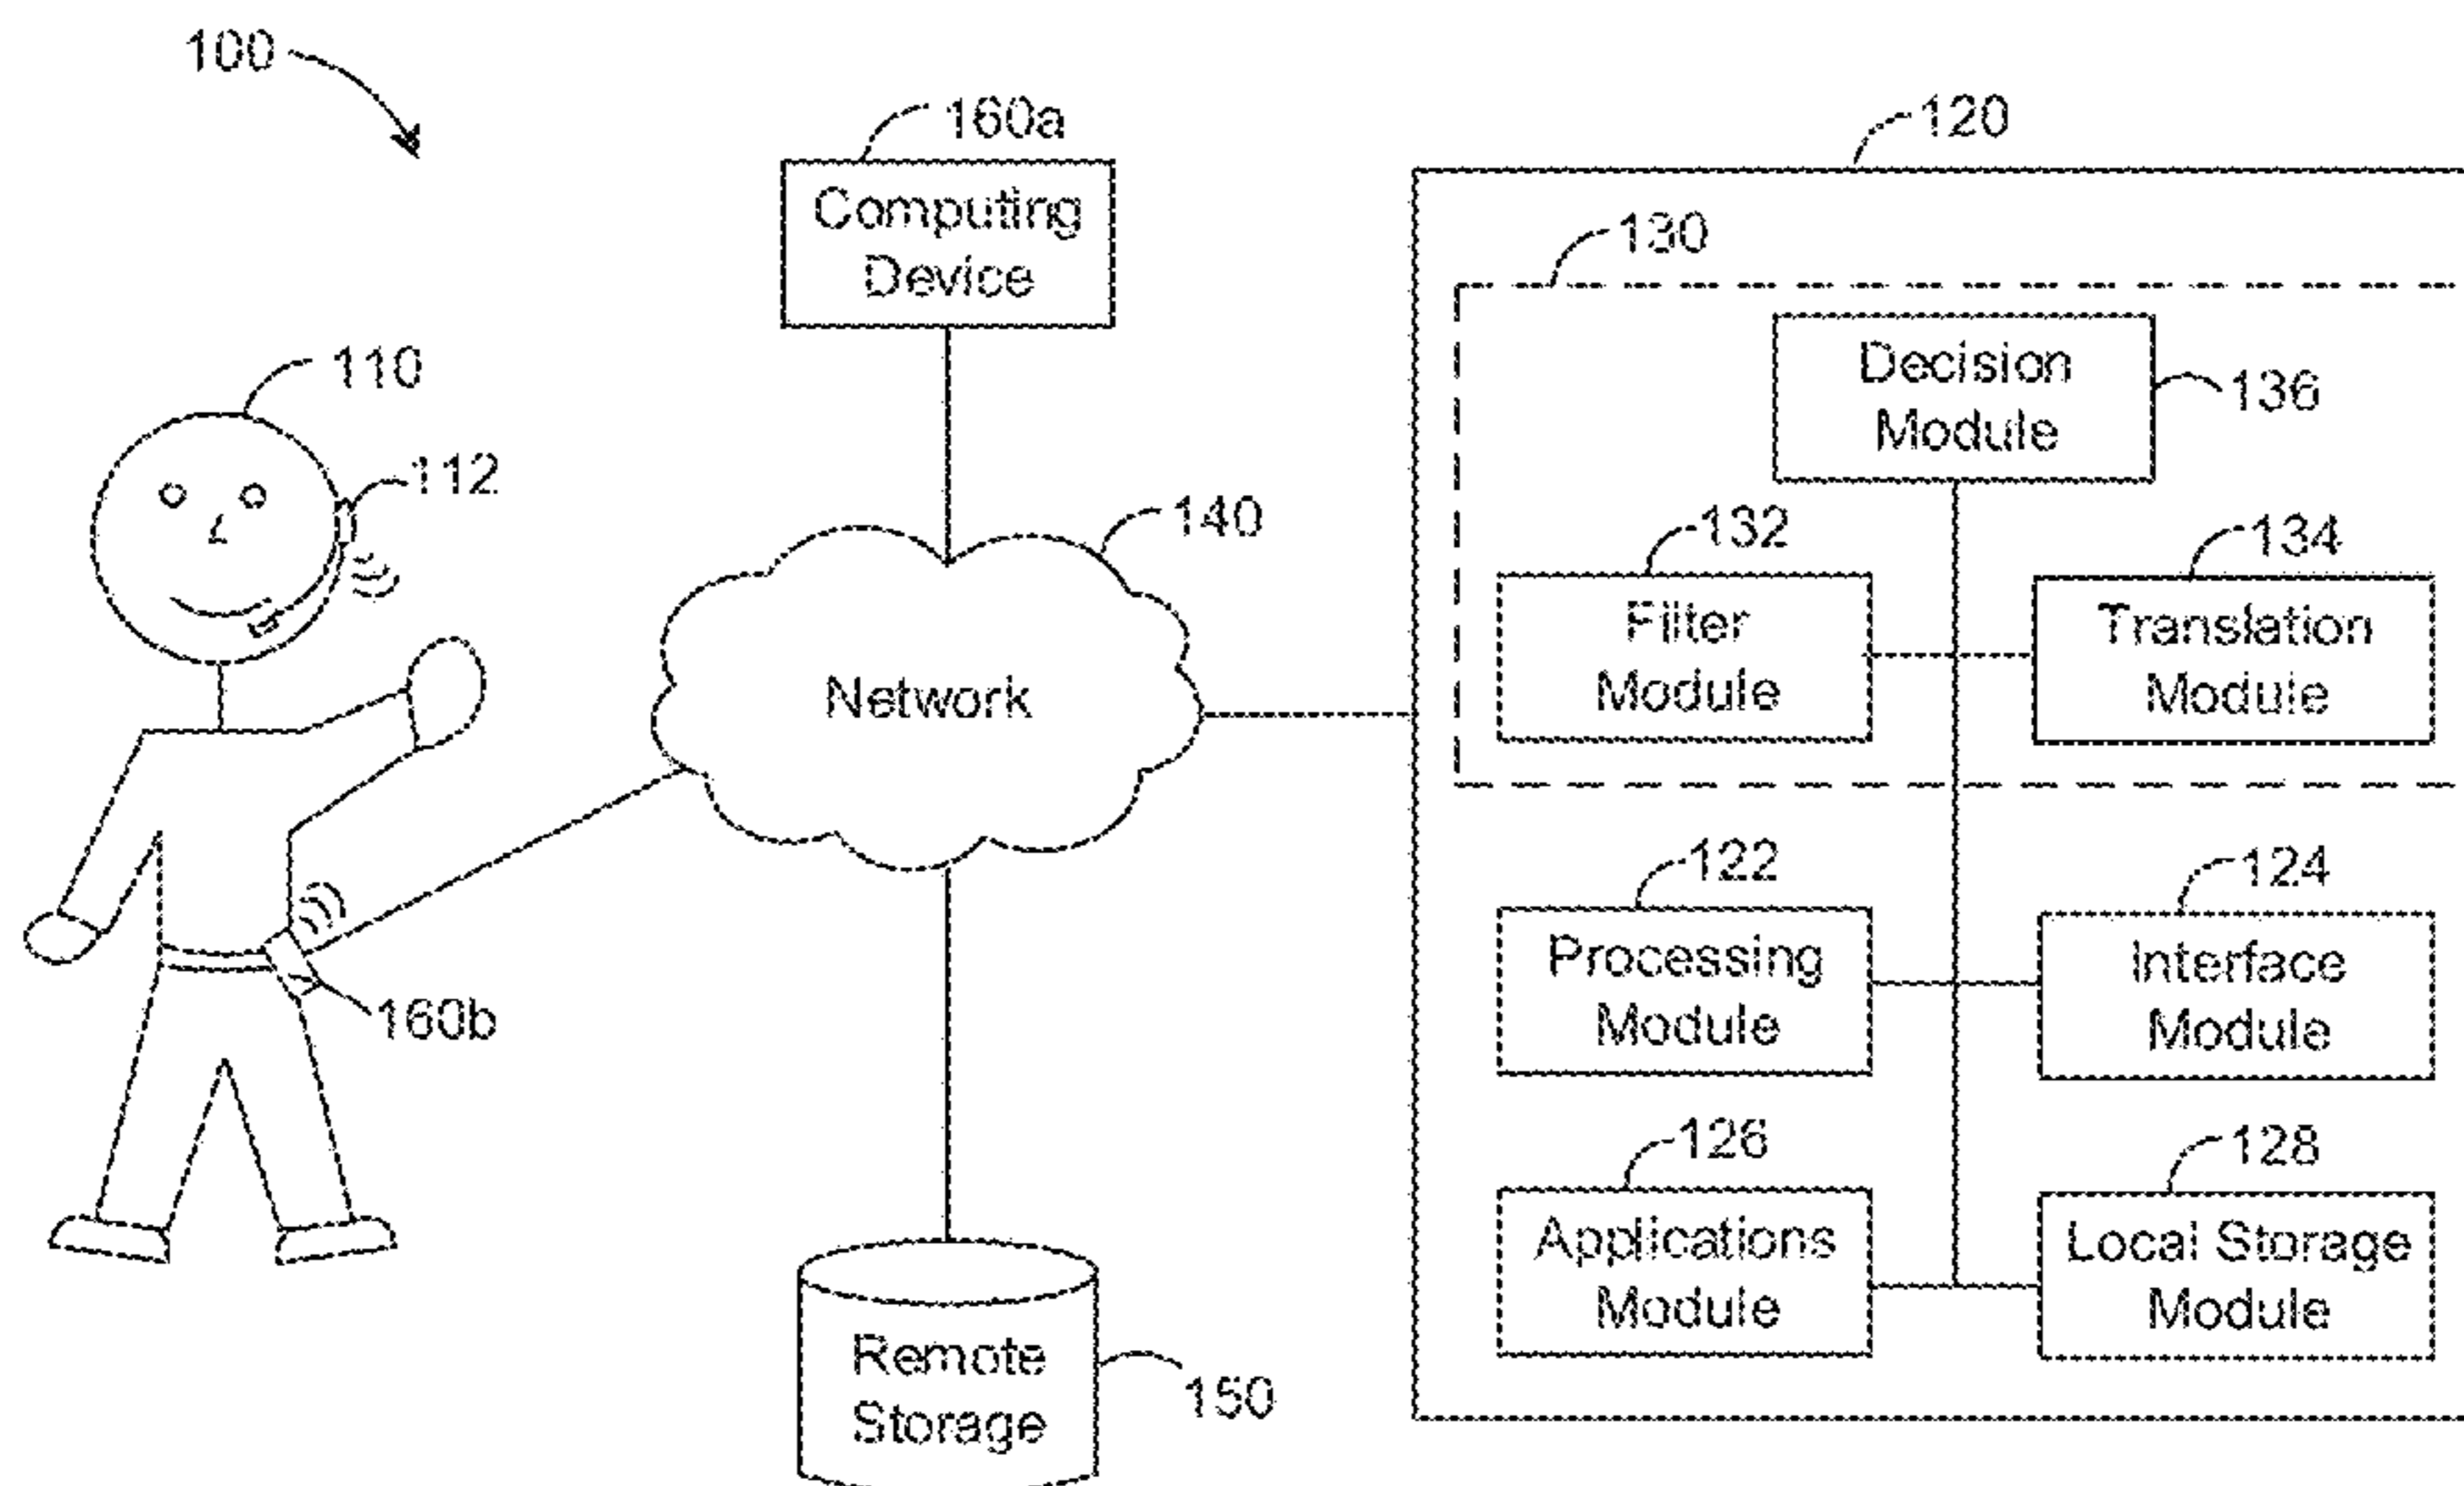 100
160a
Computing
Device
120
130
Decision
Module
136
110
112
140
132
134
Filter
Module
Translation
Module
Network
122
124
Processing
Module
Interface
Module
160b
126
128
Applications
Module
Local Storage
Module
Remote
Storage
150